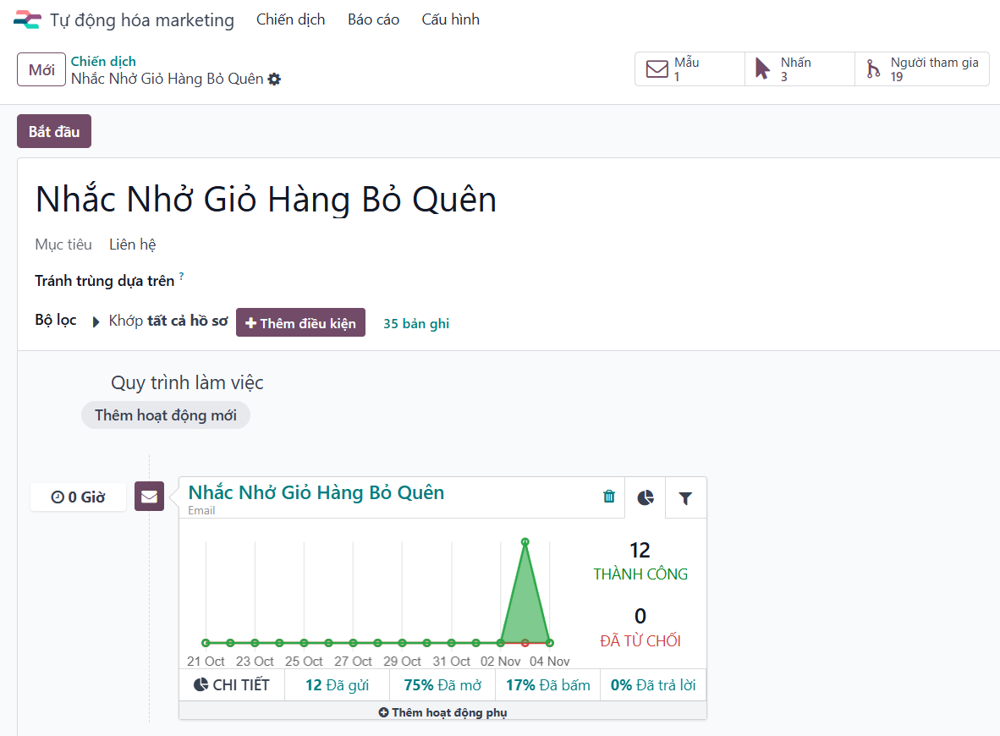 Tự động hóa marketing Chiến dịch Báo cáo Cấu hình
Mới
Chiến dịch
Nhắc Nhở Giỏ Hàng Bỏ Quên
Mẫu
1
Nhấn
3
Người tham gia
19
Bắt đầu
Nhắc Nhở Giỏ Hàng Bỏ Quên
Mục tiêu Liên hệ
Tránh trùng dựa trên ?
Bộ lọc Khớp tất cả hồ sơ Thêm điều kiện 35 bản ghi
Quy trình làm việc
Thêm hoạt động mới
0 Giờ
Nhắc Nhở Giỏ Hàng Bỏ Quên
Email
12
THÀNH CÔNG
0
ĐÃ TỪ CHỐI
21 Oct 23 Oct 25 Oct 27 Oct 29 Oct 31 Oct 02 Nov 04 Nov
CHI TIẾT 12 Đã gửi 75% Đã mở 17% Đã bấm 0% Đã trả lời
Thêm hoạt động phụ